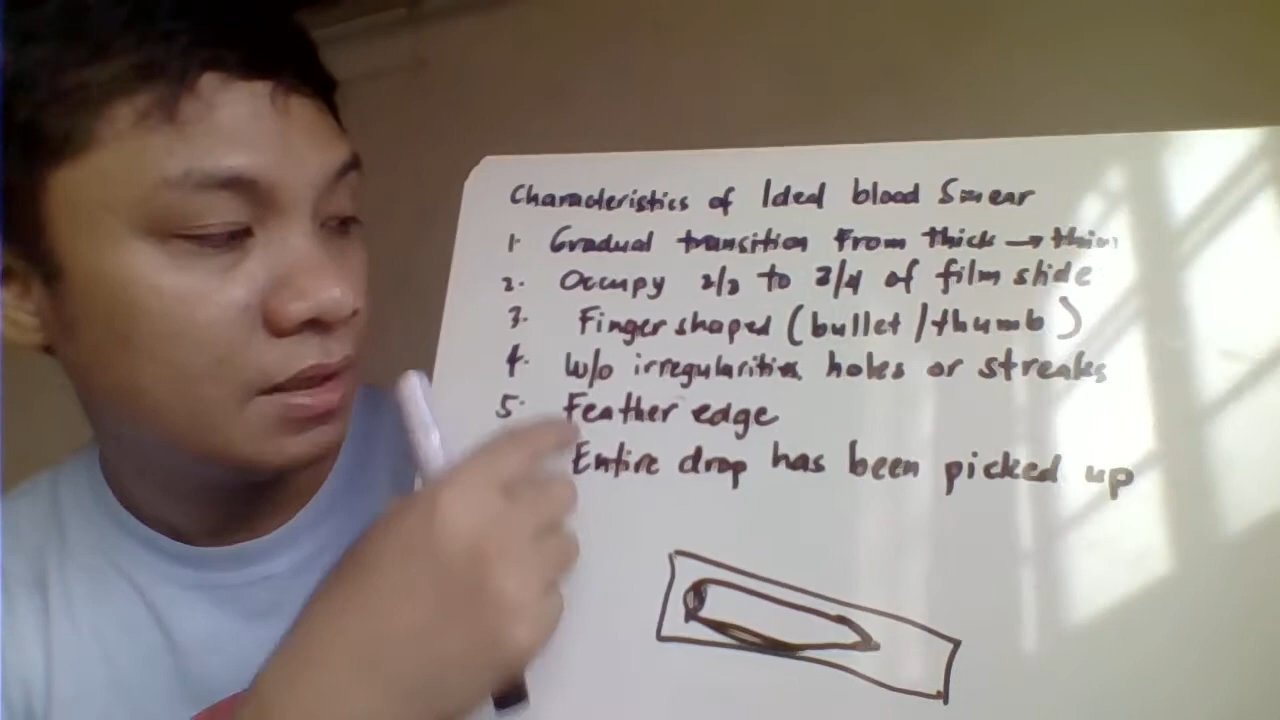 Characteristics of Ideal blood Smear
1. Gradual transition From thick → thin
2. Occupy 2/3 to 3/4 of film slide
3. Finger shaped (bullet/thumb)
4. w/o irregularities holes or streaks
5. Feather edge
Entire drop has been picked up